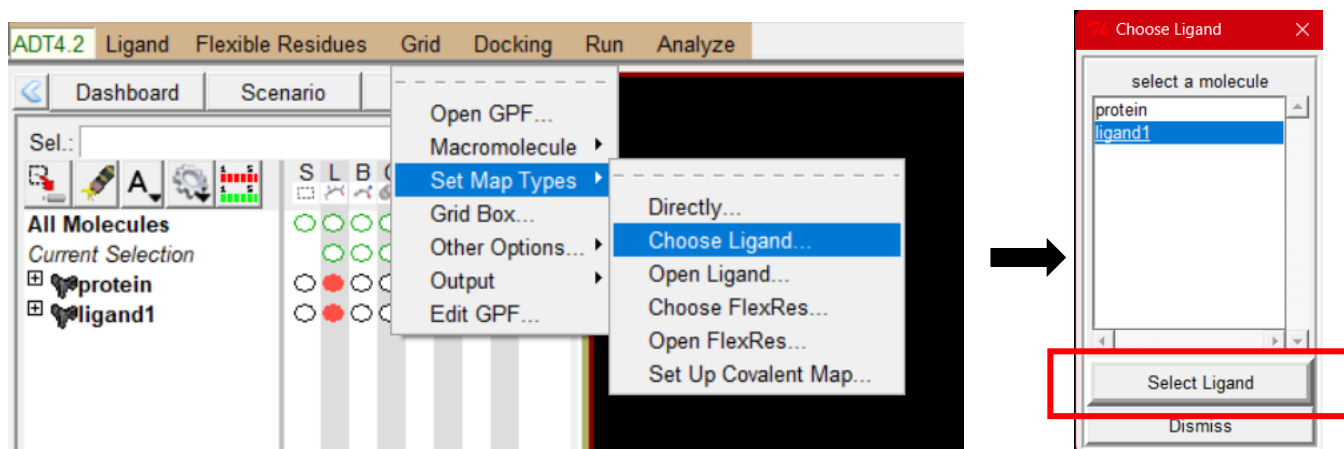 ADT4.2 Ligand Flexible Residues Grid Docking Run Analyze
Dashboard Scenario
Sel.:
A
S L B
All Molecules
Current Selection
protein
ligand1
Open GPF...
Macromolecule
Set Map Types
Grid Box...
Other Options...
Output
Edit GPF...
Directly...
Choose Ligand...
Open Ligand...
Choose FlexRes...
Open FlexRes...
Set Up Covalent Map...
Choose Ligand
select a molecule
protein
ligand1
Select Ligand
Dismiss